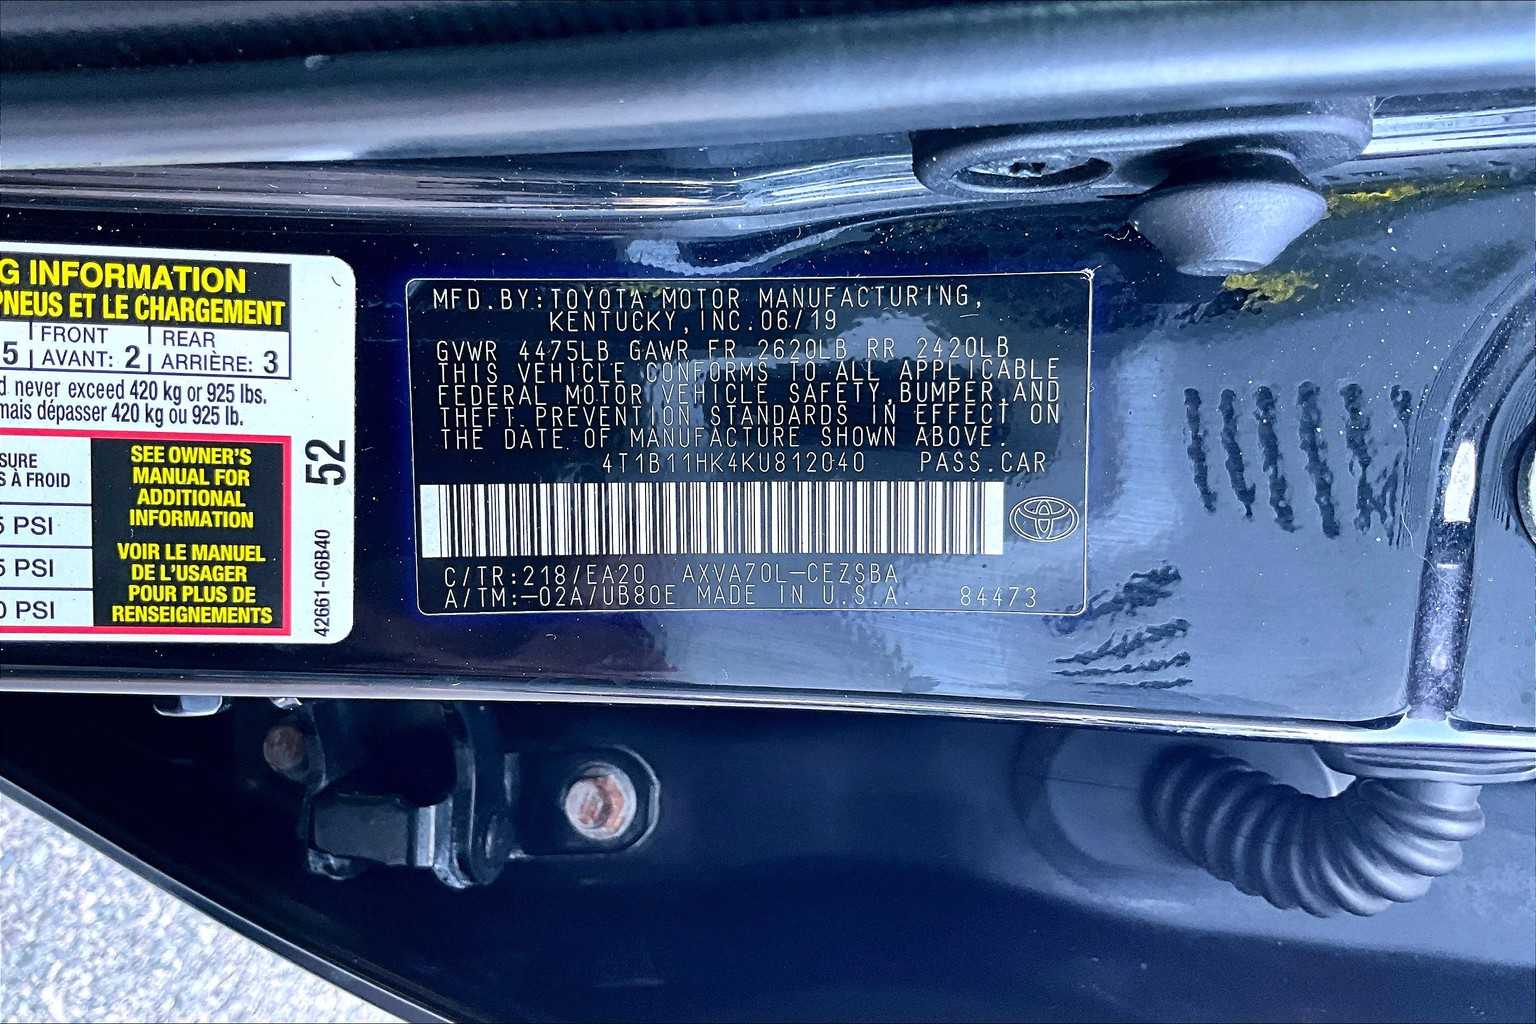 G INFORMATION
PNEUS ET LE CHARGEMENT
5 FRONT AVANT: 2 REAR ARRIÈRE: 3
never exceed 420 kg or 925 lbs.
mais dépasser 420 kg ou 925 lb.
SURE
S À FROID
5 PSI
5 PSI
0 PSI
SEE OWNER'S
MANUAL FOR
ADDITIONAL
INFORMATION
VOIR LE MANUEL
DE L'USAGER
POUR PLUS DE
RENSEIGNEMENTS
52
42661-06B40
MFD.BY:TOYOTA MOTOR MANUFACTURING,
KENTUCKY,INC.06/19
GVWR 4475LB GAWR FR 2620LB RR 2420LB
THIS VEHICLE CONFORMS TO ALL APPLICABLE
FEDERAL MOTOR VEHICLE SAFETY,BUMPER,AND
THEFT PREVENTION STANDARDS IN EFFECT ON
THE DATE OF MANUFACTURE SHOWN ABOVE.
4T1B11HK4KU812040 PASS.CAR
C/TR:218/EA20 AXVA70L-CEZSBA
A/TM:-02A/UB80E MADE IN U.S.A. 84473